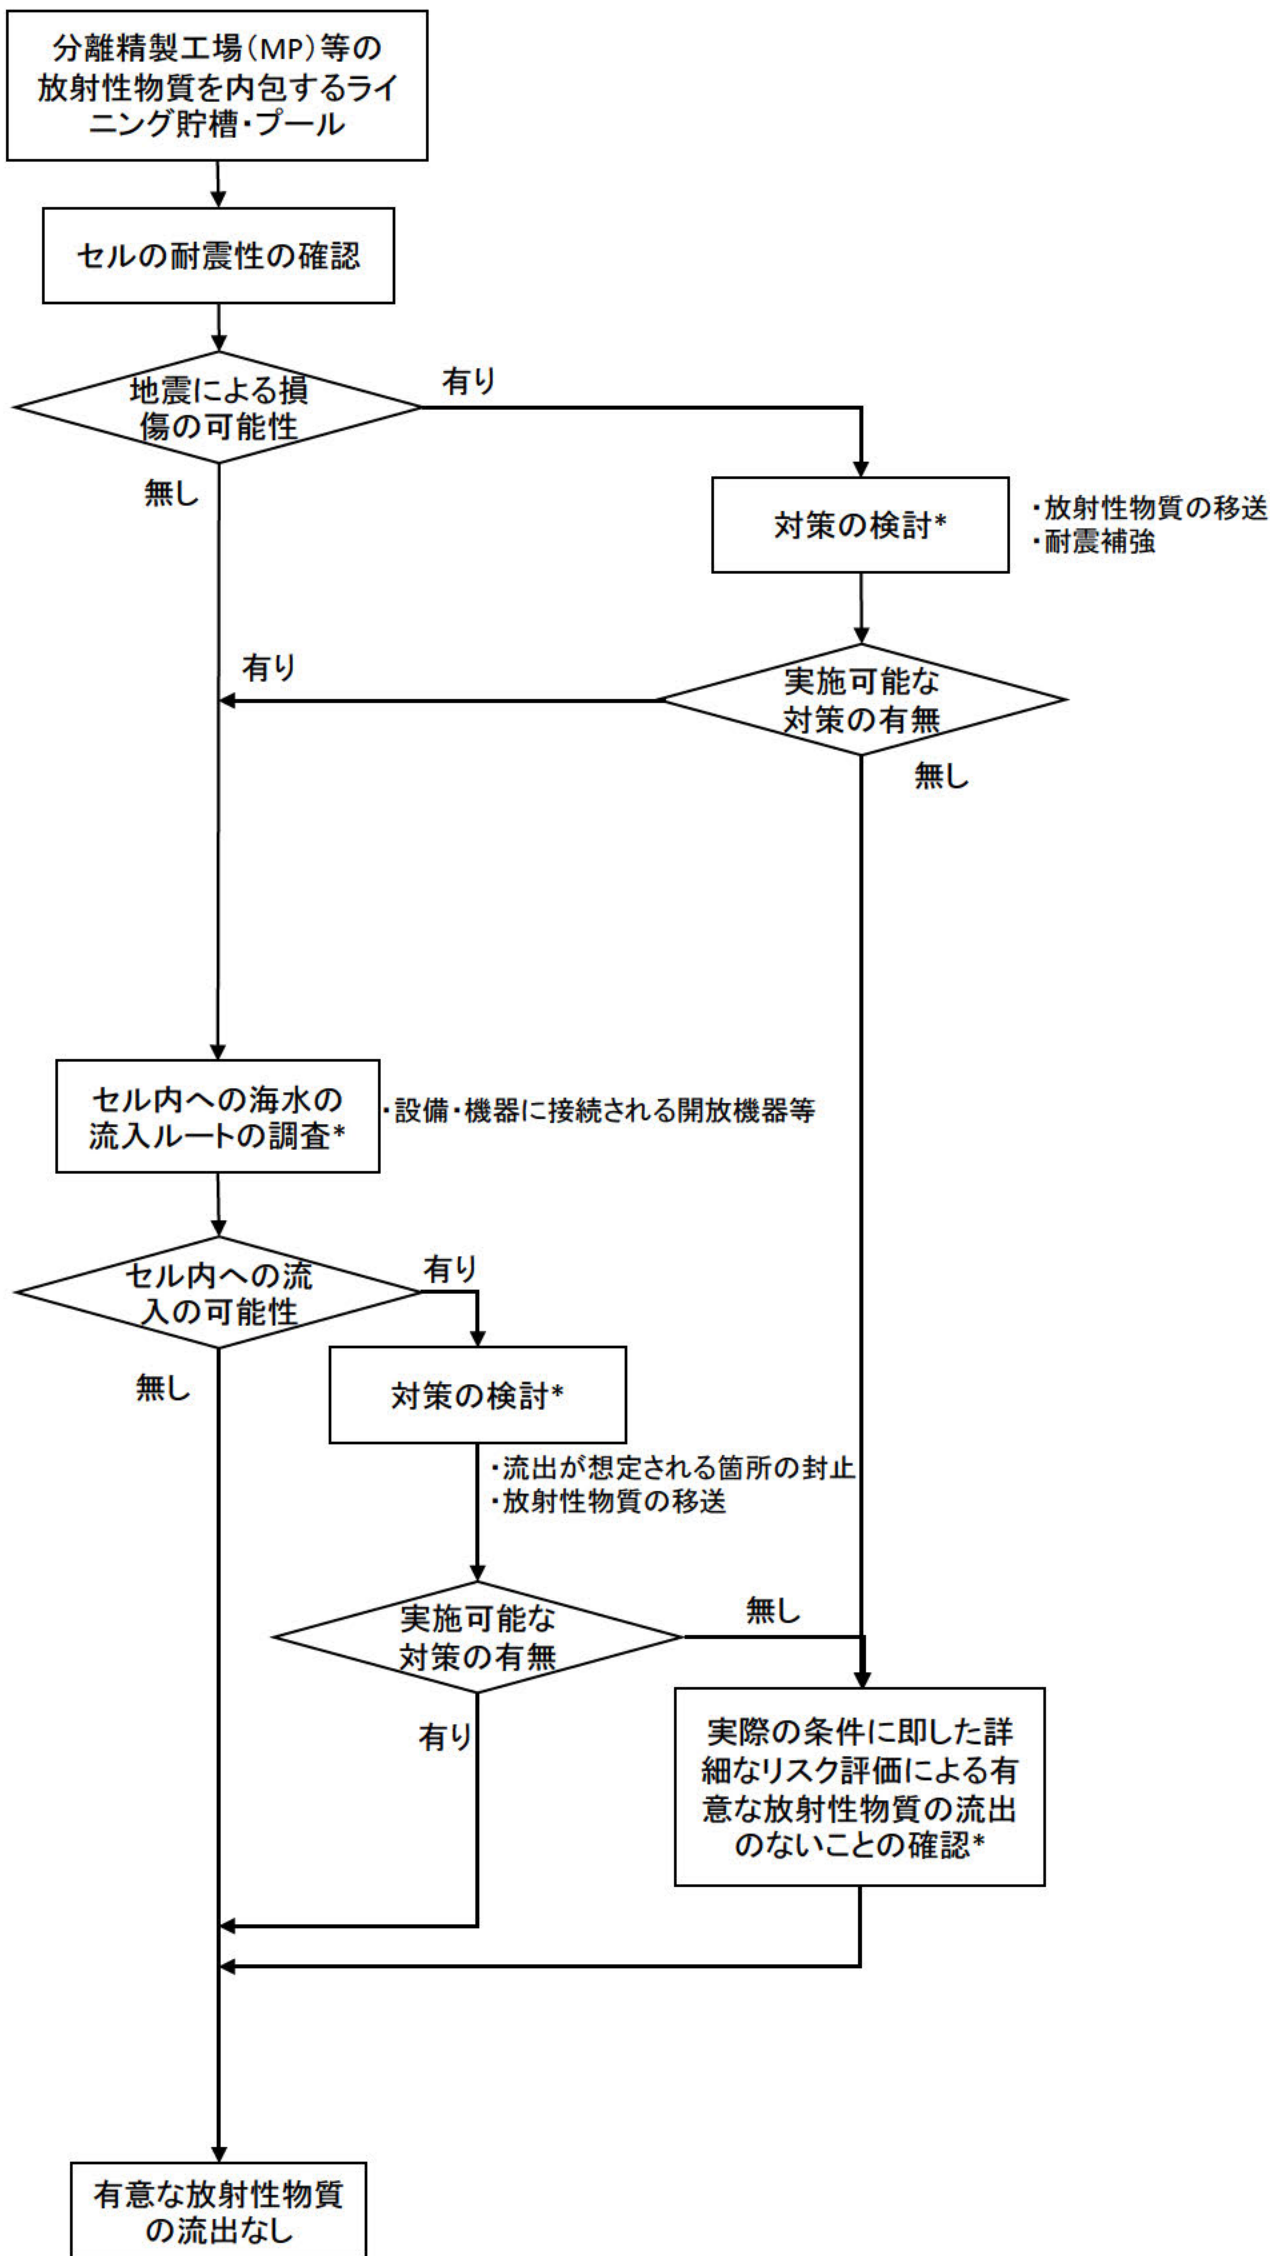 分離精製工場(MP)等の
放射性物質を内包するライ
ニング貯槽・プール
セルの耐震性の確認
地震による損
傷の可能性
有り
無し
対策の検討*
・放射性物質の移送
・耐震補強
有り
実施可能な
対策の有無
無し
セル内への海水の
流入ルートの調査*
・設備・機器に接続される開放機器等
セル内への流
入の可能性
有り
無し
対策の検討*
・流出が想定される箇所の封止
・放射性物質の移送
実施可能な
対策の有無
無し
有り
実際の条件に即した詳
細なリスク評価による有
意な放射性物質の流出
のないことの確認*
有意な放射性物質
の流出なし